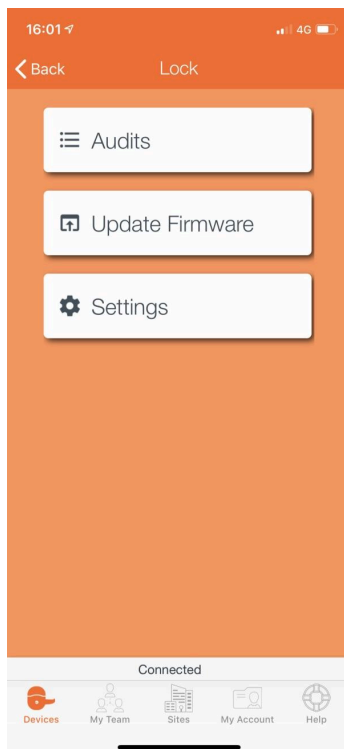 16:01
4G
Back
Lock
Audits
Update Firmware
Settings
Connected
Devices
My Team
Sites
My Account
Help